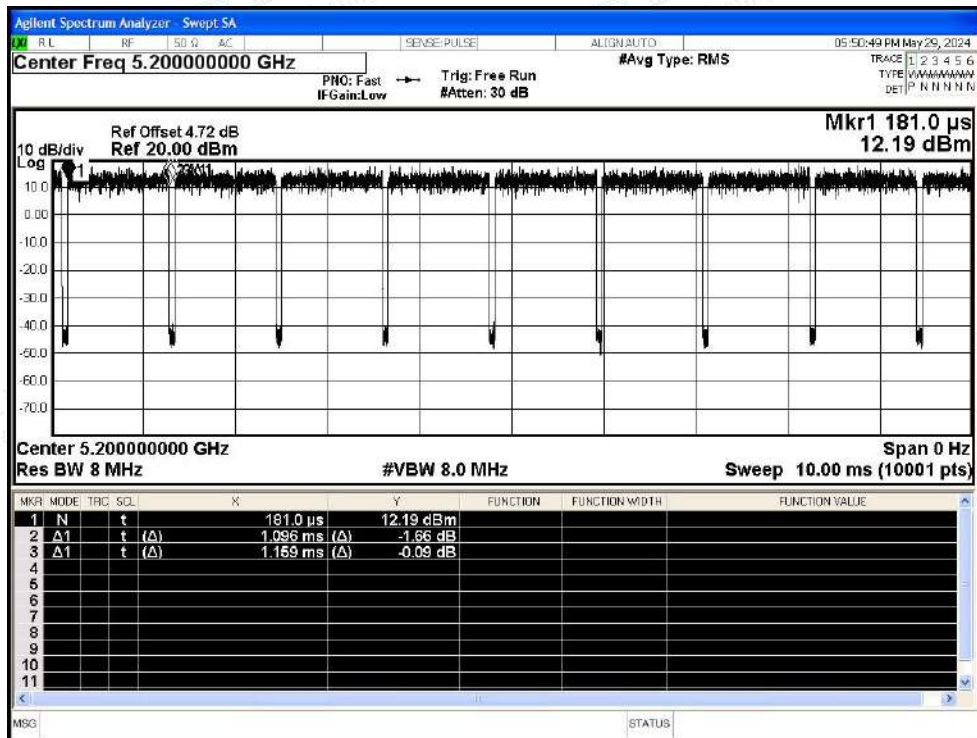 Agilent Spectrum Analyzer - Swept SA
LXI RL RF 50 Ω AC SENSE:PULSE ALIGN AUTO 05:50:49 PM May 29, 2024
Center Freq 5.200000000 GHz #Avg Type: RMS TRACE 1 2 3 4 5 6
PNO: Fast Trig: Free Run TYPE
IFGain:Low #Atten: 30 dB DET P N N N N N
Mkr1 181.0 µs
Ref Offset 4.72 dB
10 dB/div Ref 20.00 dBm 12.19 dBm
Log
1
10.0
0.00
-10.0
-20.0
-30.0
-40.0
-50.0
-60.0
-70.0
Center 5.200000000 GHz Span 0 Hz
Res BW 8 MHz #VBW 8.0 MHz Sweep 10.00 ms (10001 pts)
MKR MODE TRC SCL X Y FUNCTION FUNCTION WIDTH FUNCTION VALUE
1 N t 181.0 µs 12.19 dBm
2 Δ1 t (Δ) 1.096 ms (Δ) -1.66 dB
3 Δ1 t (Δ) 1.159 ms (Δ) -0.09 dB
4
5
6
7
8
9
10
11
MSG STATUS